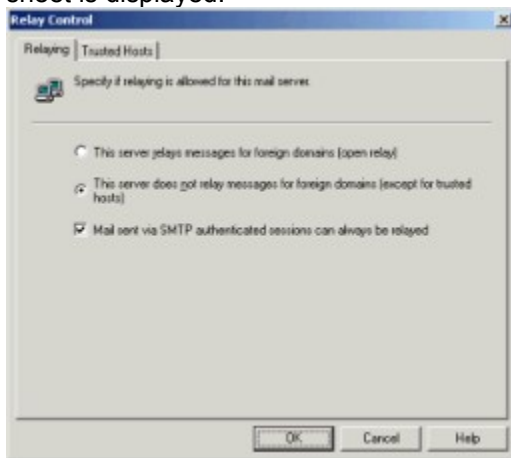 sheet is displayed.
Relay Control
Relaying Trusted Hosts
Specify if relaying is allowed for this mail server.
This server relays messages for foreign domains (open relay)
This server does not relay messages for foreign domains (except for trusted
hosts)
Mail sent via SMTP authenticated sessions can always be relayed
OK Cancel Help